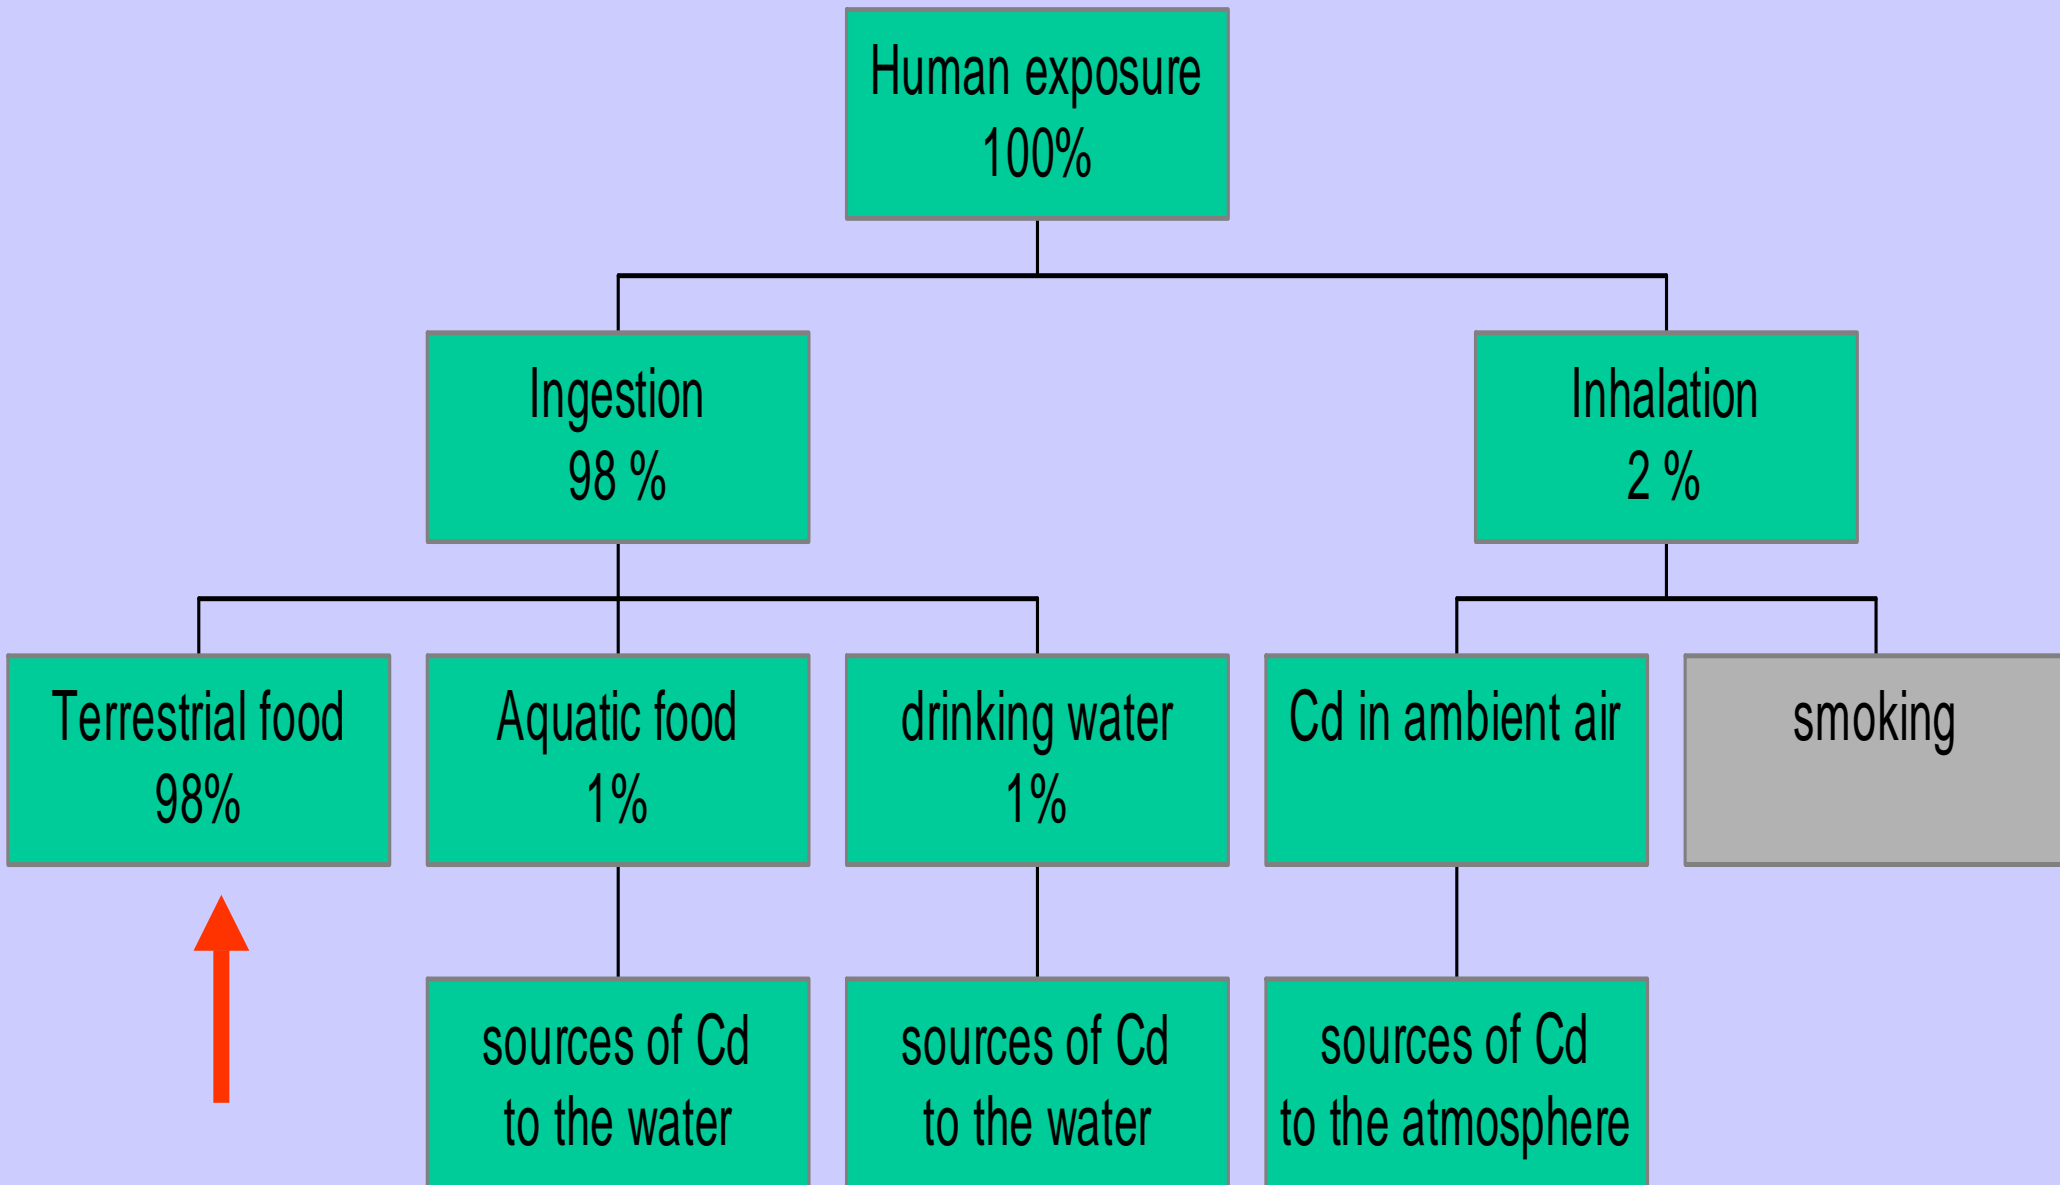 Human exposure
100%
Ingestion
98 %
Inhalation
2 %
Terrestrial food
98%
Aquatic food
1%
drinking water
1%
Cd in ambient air
smoking
sources of Cd
to the water
sources of Cd
to the water
sources of Cd
to the atmosphere